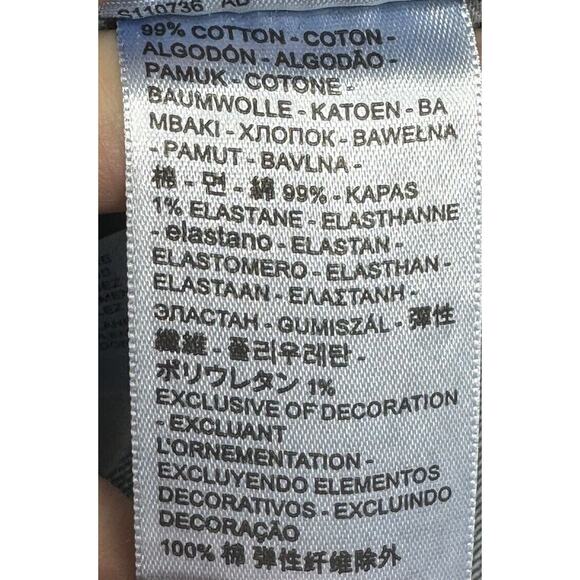 S110736 AD
99% COTTON - COTON -
ALGODÓN - ALGODÃO -
PAMUK - COTONE -
BAUMWOLLE - KATOEN - BA
MBAKI - ХЛОПОК - BAWEŁNA
- PAMUT - BAVLNA -
棉 - 면 - 綿 99% - KAPAS
1% ELASTANE - ELASTHANNE
- elastano - ELASTAN -
ELASTOMERO - ELASTHAN -
ELASTAAN - ΕΛΑΣΤΑΝΗ -
ЭЛАСТАН - GUMISZÁL - 彈性
纖維 - 폴리우레탄 -
ポリウレタン 1%
EXCLUSIVE OF DECORATION
- EXCLUANT
L'ORNEMENTATION -
EXCLUYENDO ELEMENTOS
DECORATIVOS - EXCLUINDO
DECORAÇÃO
100% 棉 弹性纤维除外